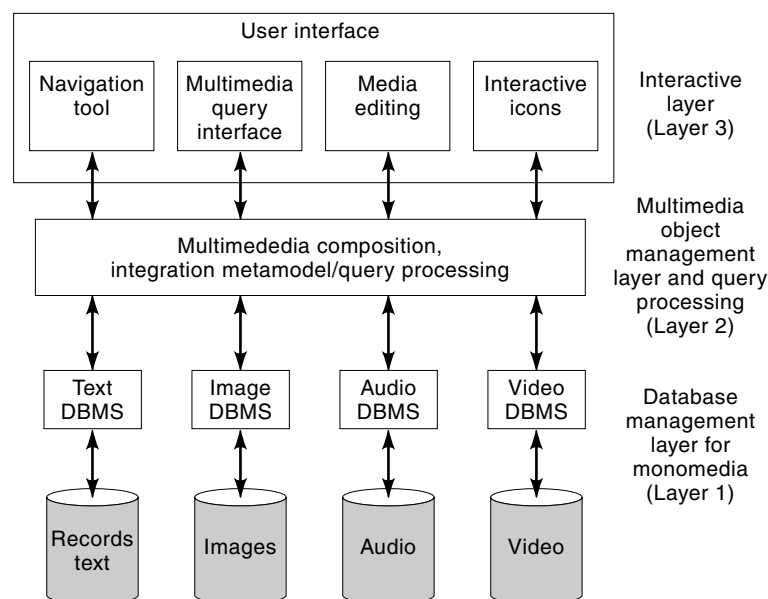 User interface
Navigation
tool
Multimedia
query
interface
Media
editing
Interactive
icons
Interactive
layer
(Layer 3)
Multimededia composition,
integration metamodel/query processing
Multimedia
object
management
layer and query
processing
(Layer 2)
Text
DBMS
Image
DBMS
Audio
DBMS
Video
DBMS
Database
management
layer for
monomedia
(Layer 1)
Records
text
Images
Audio
Video